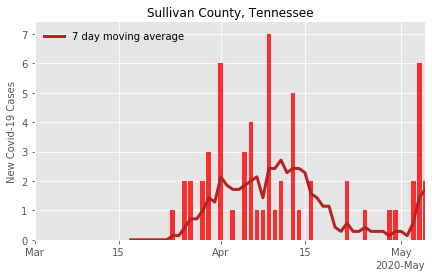 Sullivan County, Tennessee
7 day moving average
New Covid-19 Cases
7
6
5
4
3
2
1
0
Mar 15 Apr 15 May
2020-May